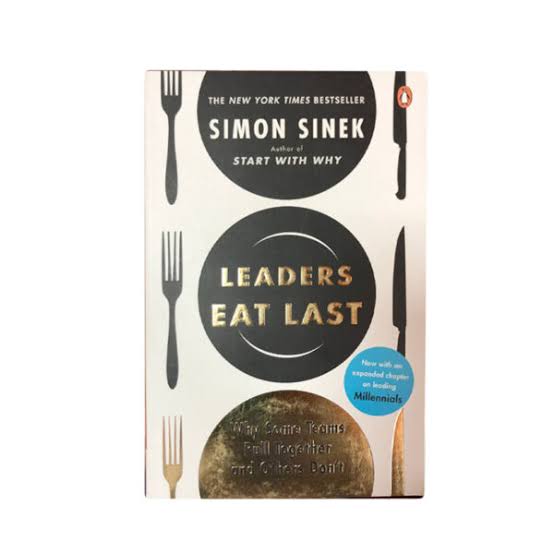 THE NEW YORK TIMES BESTSELLER
SIMON SINEK
Author of
START WITH WHY
LEADERS
EAT LAST
Now with an
expanded chapter
on leading
Millennials
Why Some Teams
Pull Together
and Others Don't